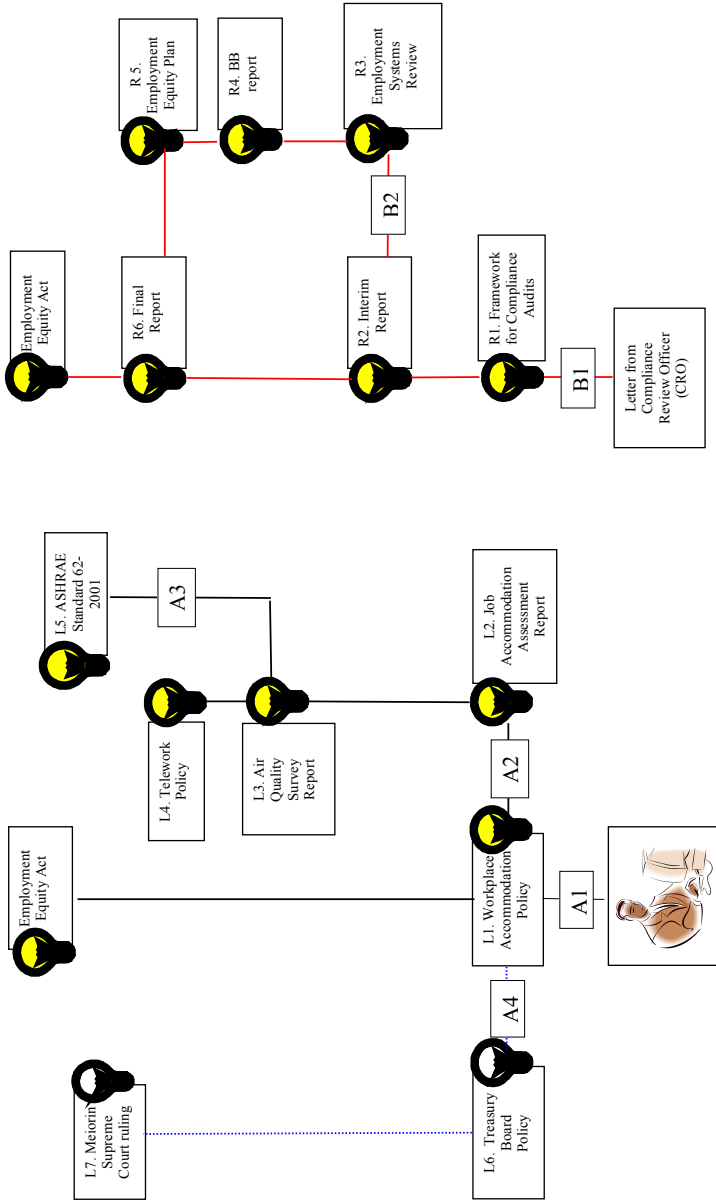 Employment
Equity Act
L5. ASHRAE
Standard 62-
2001
L7. Meiorin
Supreme
Court ruling
L4. Telework
Policy
A3
L3. Air
Quality
Survey
Report
L6. Treasury
Board
Policy
A4
L1. Workplace
Accommodation
Policy
A2
L2. Job
Accommodation
Assessment
Report
A1
Employment
Equity Act
R6. Final
Report
R 5.
Employment
Equity Plan
R4. BB
report
R2. Interim
Report
B2
R3.
Employment
Systems
Review
R1. Framework
for Compliance
Audits
B1
Letter from
Compliance
Review Officer
(CRO)